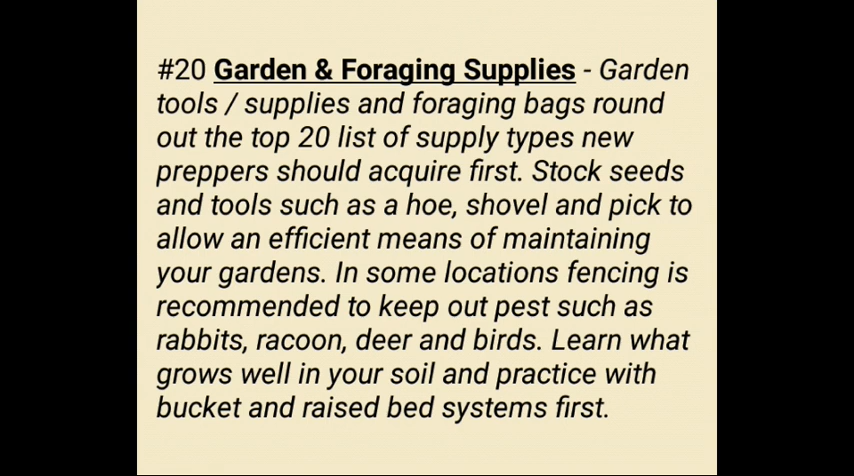 #20 Garden & Foraging Supplies - Garden
tools / supplies and foraging bags round
out the top 20 list of supply types new
preppers should acquire first. Stock seeds
and tools such as a hoe, shovel and pick to
allow an efficient means of maintaining
your gardens. In some locations fencing is
recommended to keep out pest such as
rabbits, racoon, deer and birds. Learn what
grows well in your soil and practice with
bucket and raised bed systems first.